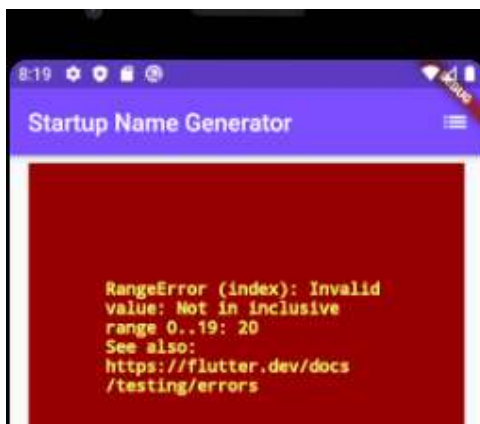 8:19
DEBUG
Startup Name Generator
RangeError (index): Invalid
value: Not in inclusive
range 0..19: 20
See also:
https://flutter.dev/docs
/testing/errors